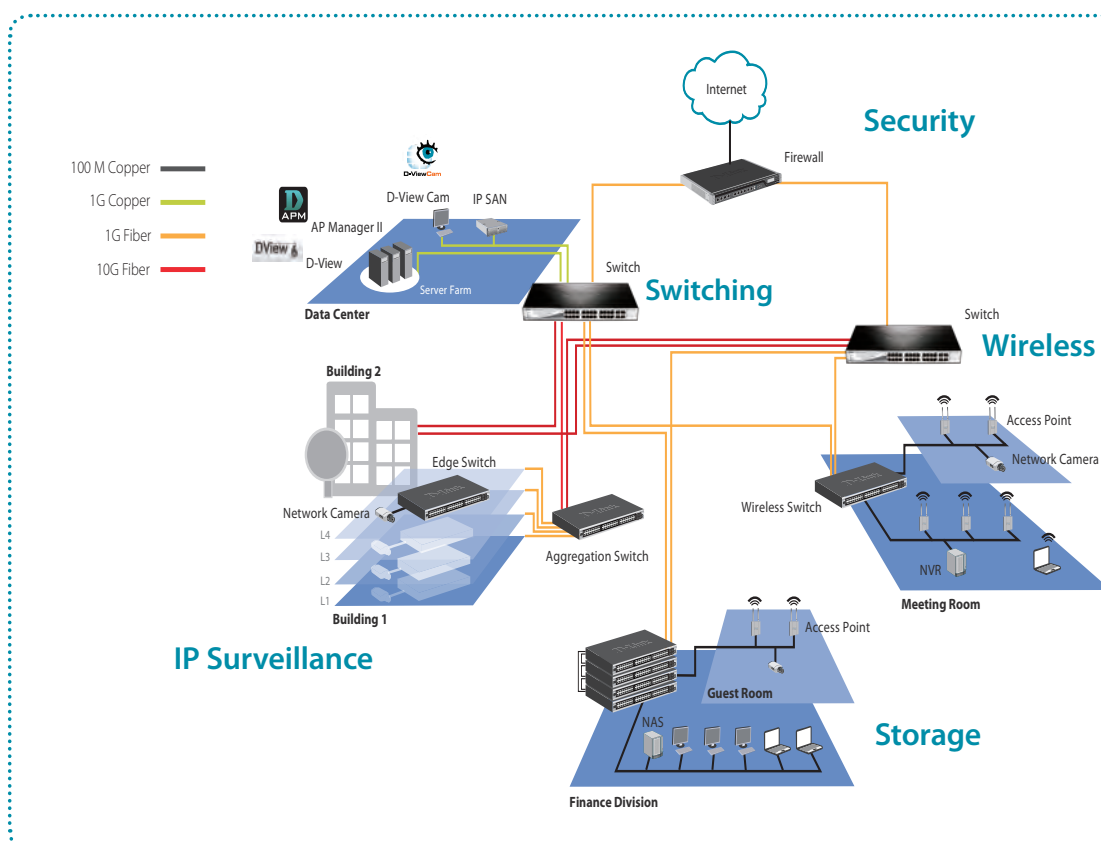 Internet
Security
Firewall
100 M Copper
1G Copper
1G Fiber
10G Fiber
D-ViewCam
D-View Cam
IP SAN
APM
AP Manager II
DView 6
D-View
Server Farm
Data Center
Switch
Switching
Switch
Wireless
Building 2
Edge Switch
Network Camera
L4
L3
L2
L1
Building 1
Aggregation Switch
IP Surveillance
Access Point
Network Camera
Wireless Switch
NVR
Meeting Room
Access Point
Guest Room
NAS
Storage
Finance Division